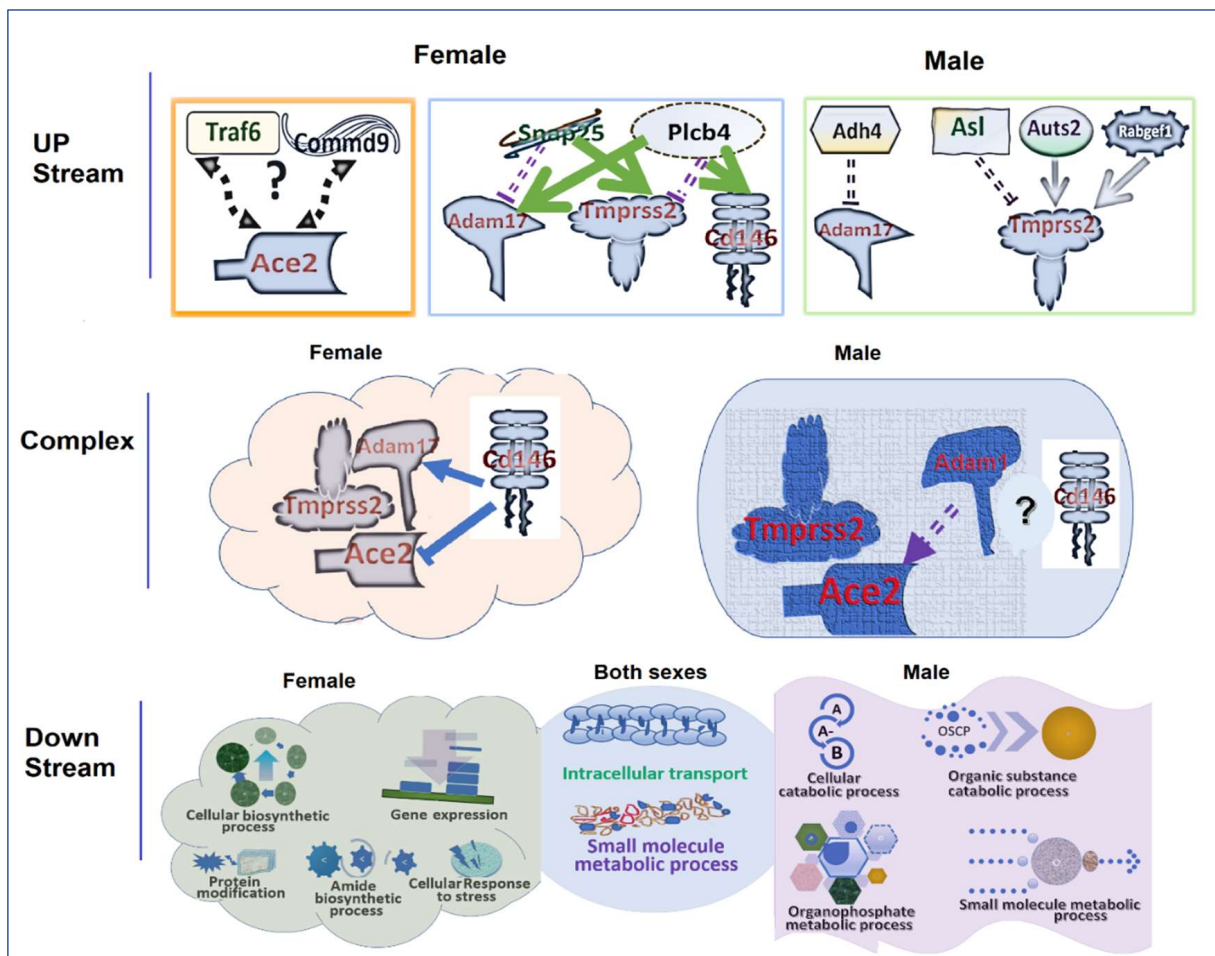 Female
Male
UP
Stream
Traf6
Commd9
?
Ace2
Snap25
Plcb4
Adam17
Tmprss2
Cd146
Adh4
Asl
Auts2
Rabgef1
Adam17
Tmprss2
Female
Male
Complex
Adam17
Cd146
Tmprss2
Ace2
Adam1
Cd146
?
Tmprss2
Ace2
Female
Both sexes
Male
Down
Stream
Cellular biosynthetic
process
Gene expression
Protein
modification
Amide
biosynthetic
process
Cellular Response
to stress
Intracellular transport
Small molecule
metabolic process
A
A-
B
Cellular
catabolic process
OSCP
Organic substance
catabolic process
Organophosphate
metabolic process
Small molecule metabolic
process